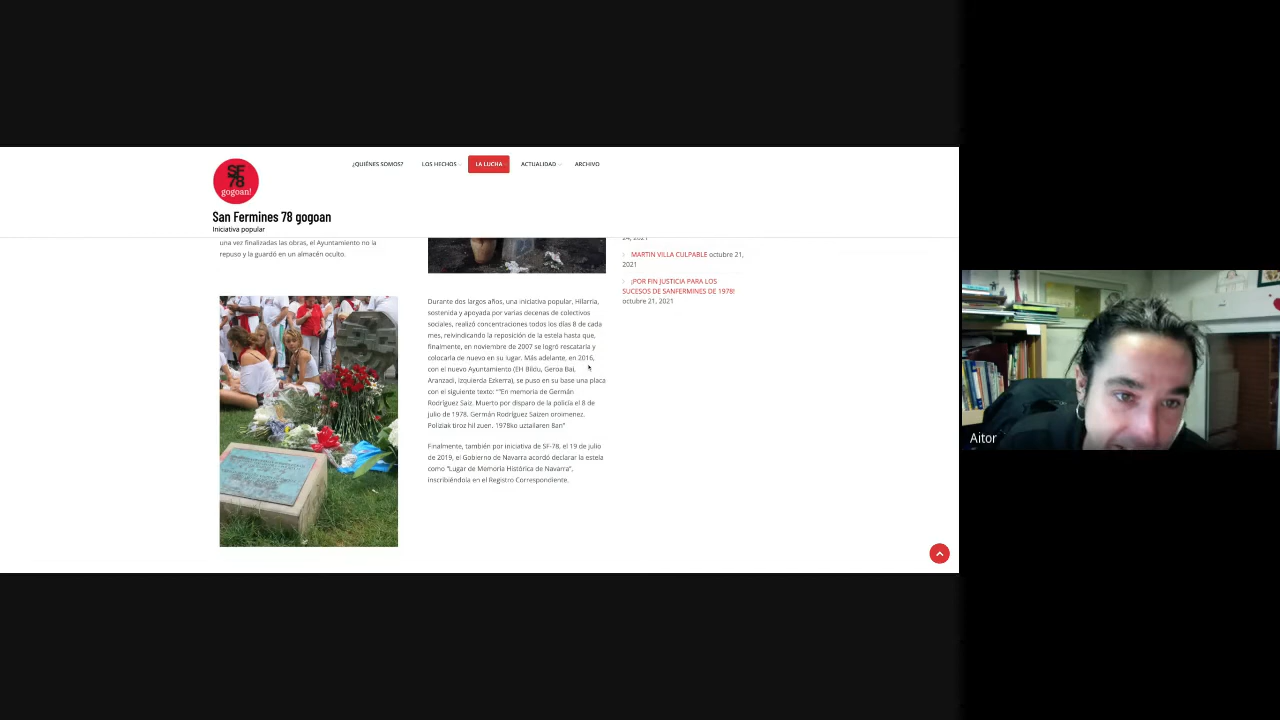 SF
78
gogoan!
San Fermines 78 gogoan
Iniciativa popular
¿QUIÉNES SOMOS?
LOS HECHOS
LA LUCHA
ACTUALIDAD
ARCHIVO
una vez finalizadas las obras, el Ayuntamiento no la
repuso y la guardó en un almacén oculto.
Durante dos largos años, una iniciativa popular, Hilarria,
sostenida y apoyada por varias decenas de colectivos
sociales, realizó concentraciones todos los días 8 de cada
mes, reivindicando la reposición de la estela hasta que,
finalmente, en noviembre de 2007 se logró rescatarla y
colocarla de nuevo en su lugar. Más adelante, en 2016,
con el nuevo Ayuntamiento (EH Bildu, Geroa Bai,
Aranzadi, Izquierda Ezkerra), se puso en su base una placa
con el siguiente texto: ""En memoria de Germán
Rodríguez Saiz. Muerto por disparo de la policía el 8 de
julio de 1978. Germán Rodríguez Saizen oroimenez.
Poliziak tiroz hil zuen. 1978ko uztailaren 8an"
Finalmente, también por iniciativa de SF-78, el 19 de julio
de 2019, el Gobierno de Navarra acordó declarar la estela
como "Lugar de Memoria Histórica de Navarra",
inscribiéndola en el Registro Correspondiente.
24, 2021
MARTIN VILLA CULPABLE octubre 21,
2021
¡POR FIN JUSTICIA PARA LOS
SUCESOS DE SANFERMINES DE 1978!
octubre 21, 2021
Aitor